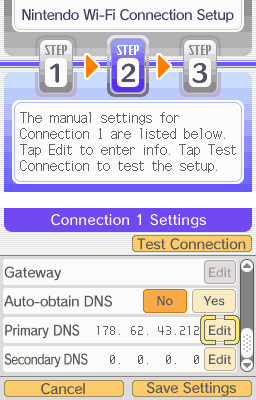 Nintendo Wi-Fi Connection Setup
STEP 1 STEP 2 STEP 3
The manual settings for
Connection 1 are listed below.
Tap Edit to enter info. Tap Test
Connection to test the setup.
Connection 1 Settings
Test Connection
Gateway Edit
Auto-obtain DNS No Yes
Primary DNS 178. 62. 43.212 Edit
Secondary DNS 0. 0. 0. 0 Edit
Cancel Save Settings